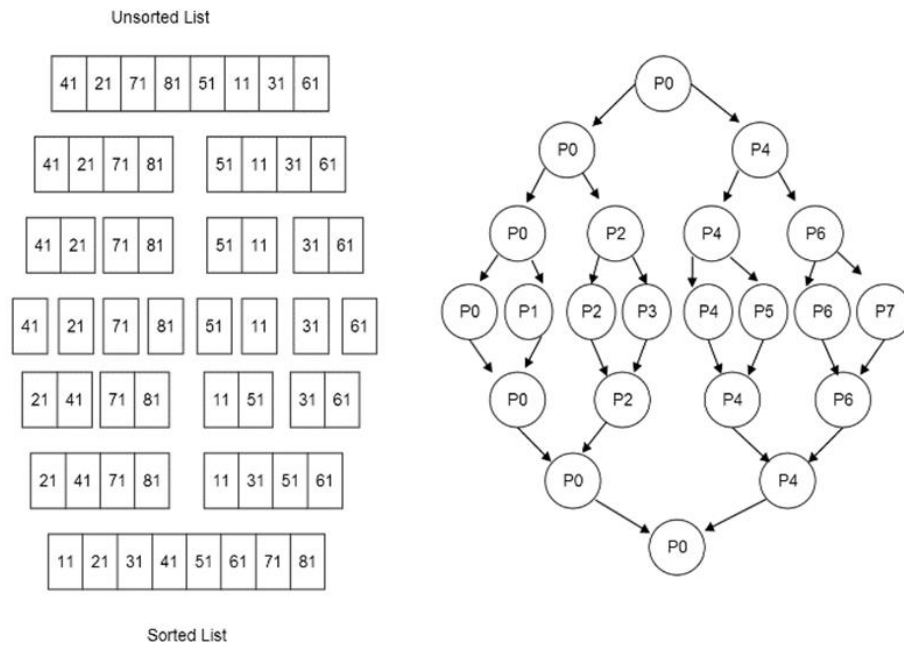 Unsorted List
41 21 71 81 51 11 31 61
P0
41 21 71 81 51 11 31 61
P0 P4
41 21 71 81 51 11 31 61
P0 P2 P4 P6
41 21 71 81 51 11 31 61
P0 P1 P2 P3 P4 P5 P6 P7
21 41 71 81 11 51 31 61
P0 P2 P4 P6
21 41 71 81 11 31 51 61
P0 P4
11 21 31 41 51 61 71 81
P0
Sorted List